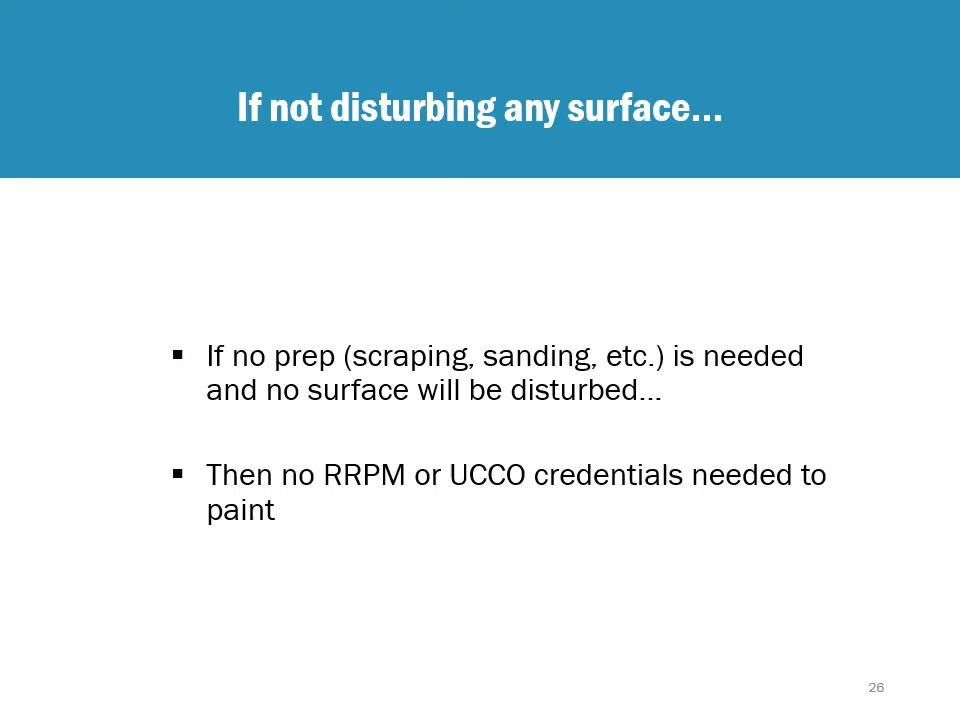 If not disturbing any surface...
▪ If no prep (scraping, sanding, etc.) is needed
and no surface will be disturbed...
▪ Then no RRPM or UCCO credentials needed to
paint
26